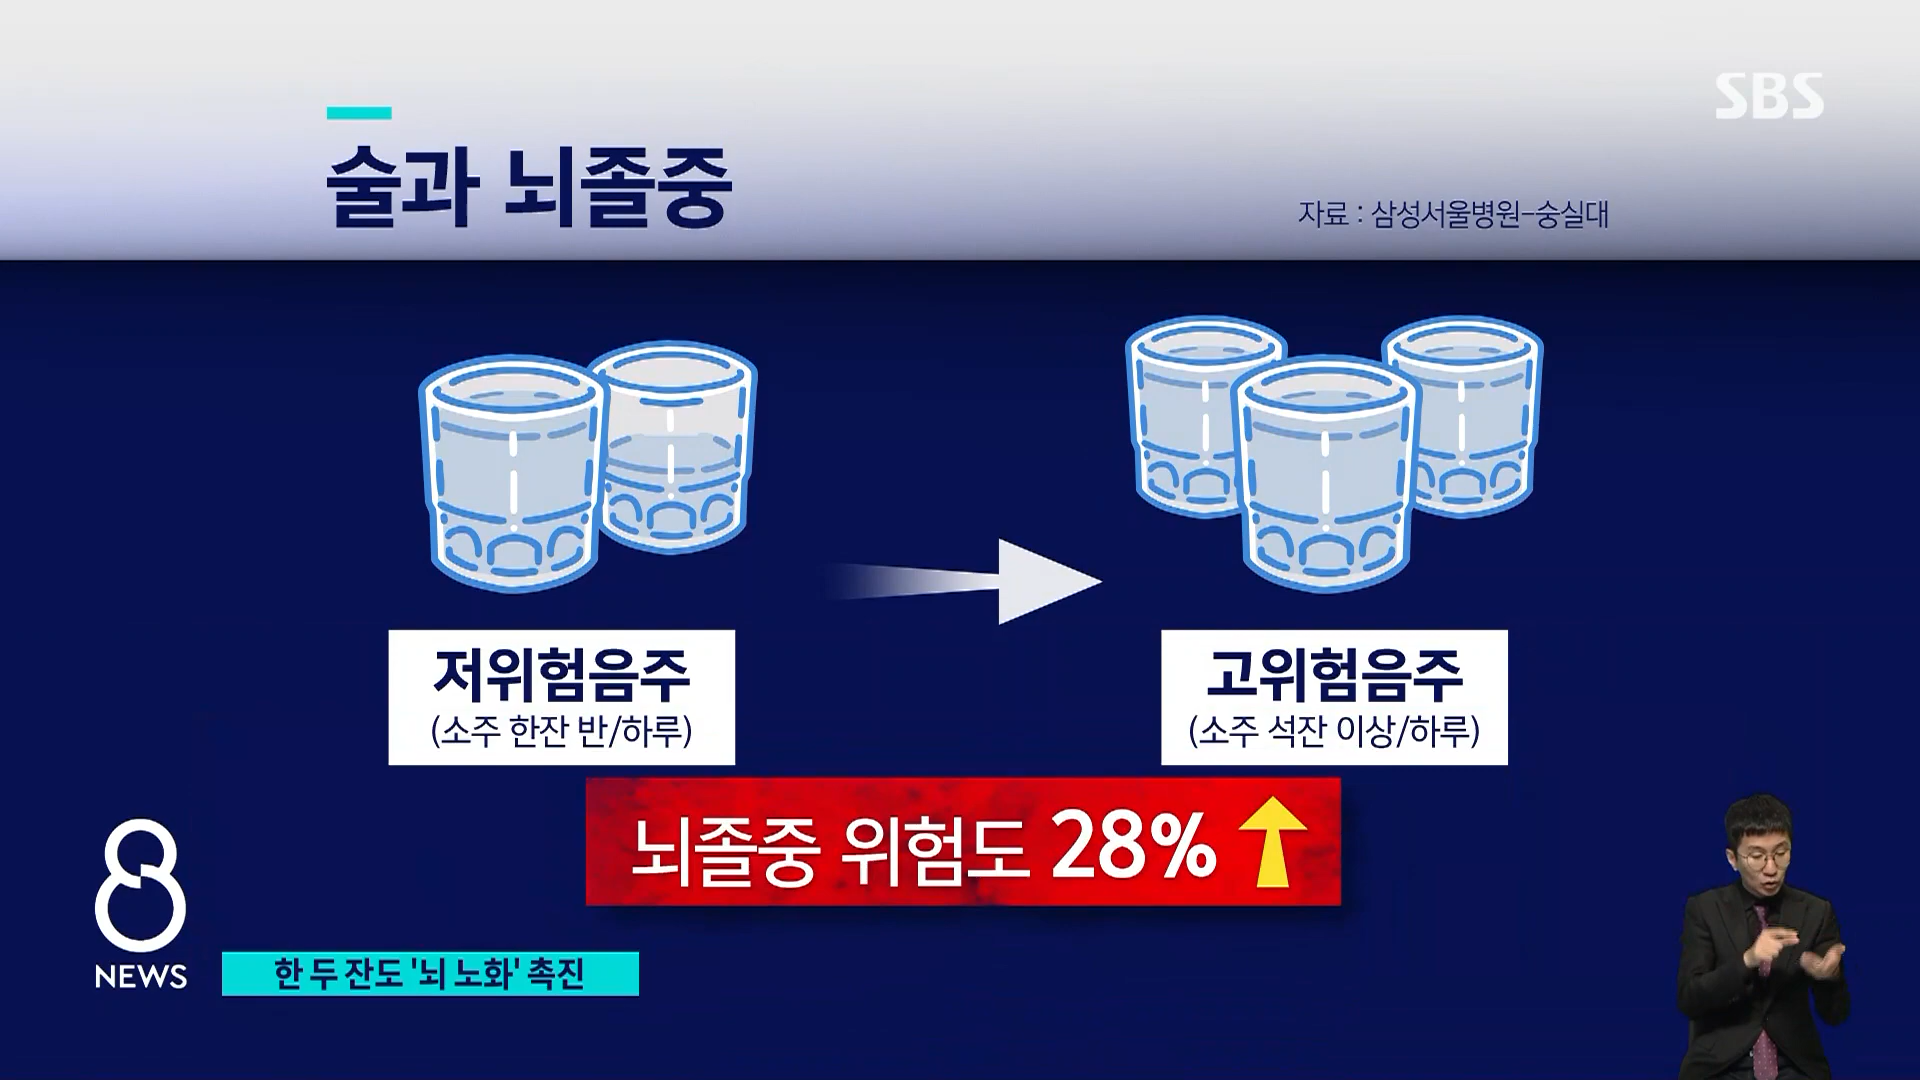 SBS
술과 뇌졸중
자료 : 삼성서울병원-숭실대
저위험음주
(소주 한잔 반/하루)
고위험음주
(소주 석잔 이상/하루)
뇌졸중 위험도 28%
8
NEWS
한 두 잔도 '뇌 노화' 촉진